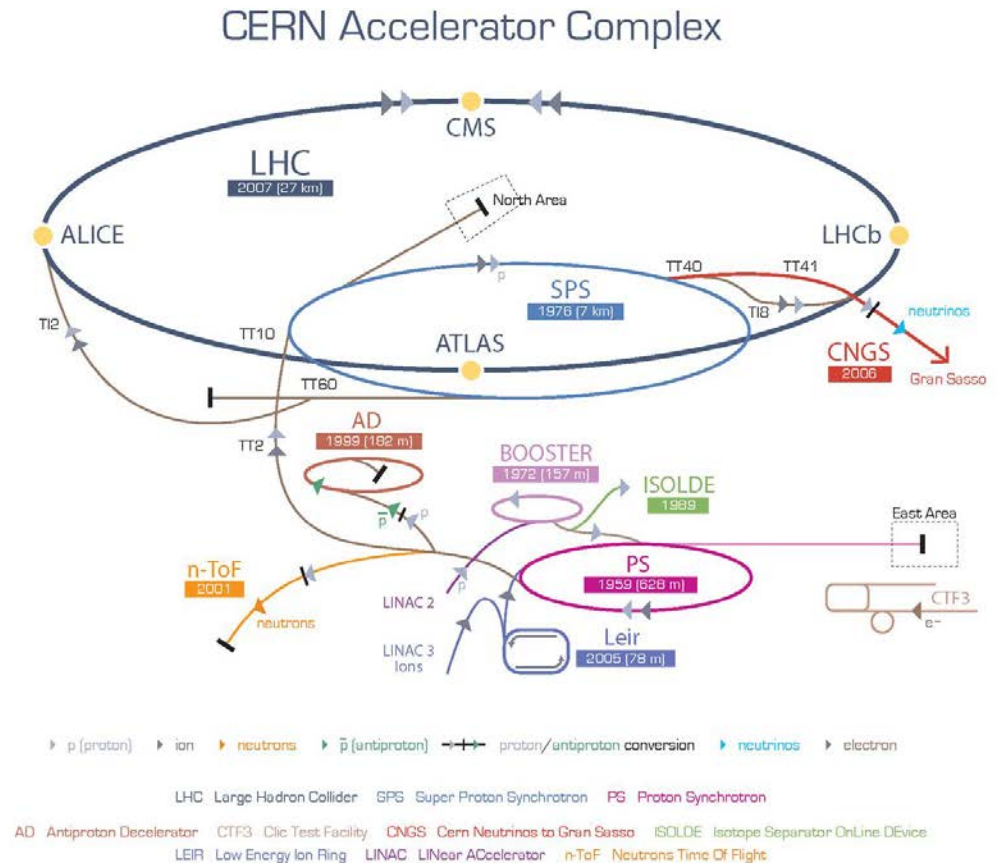 CERN Accelerator Complex
CMS
LHC
2007 (27 km)
North Area
ALICE
LHCb
TT40
TT41
p
SPS
1976 (7 km)
TI8
neutrinos
TI2
TT10
ATLAS
CNGS
2006
Gran Sasso
TT60
AD
1999 (182 m)
TT2
BOOSTER
1972 (157 m)
ISOLDE
1989
East Area
p̅
p
n-ToF
2001
PS
1959 (628 m)
p
LINAC 2
neutrons
CTF3
e-
LINAC 3
Ions
Leir
2005 (78 m)
p (proton) ion neutrons p̅ (antiproton) proton/antiproton conversion neutrinos electron
LHC Large Hadron Collider SPS Super Proton Synchrotron PS Proton Synchrotron
AD Antiproton Decelerator CTF3 Clic Test Facility CNGS Cern Neutrinos to Gran Sasso ISOLDE Isotope Separator OnLine DEvice
LEIR Low Energy Ion Ring LINAC LINear ACcelerator n-ToF Neutrons Time Of Flight